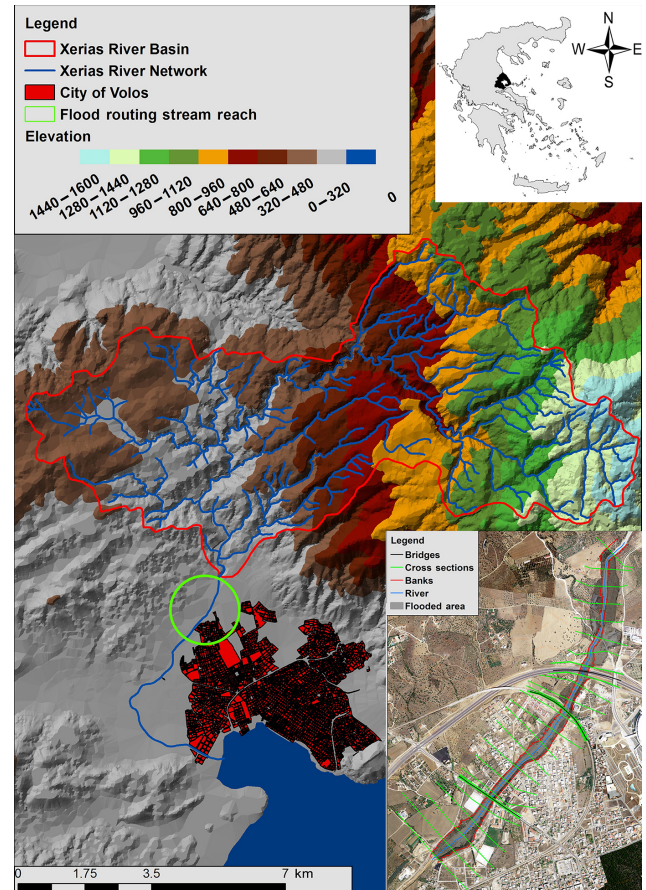 Legend
Xerias River Basin
Xerias River Network
City of Volos
Flood routing stream reach
Elevation
1440–1600
1280–1440
1120–1280
960–1120
800–960
640–800
480–640
320–480
0–320
0
N
W E
S
Legend
Bridges
Cross sections
Banks
River
Flooded area
0 1.75 3.5 7 km